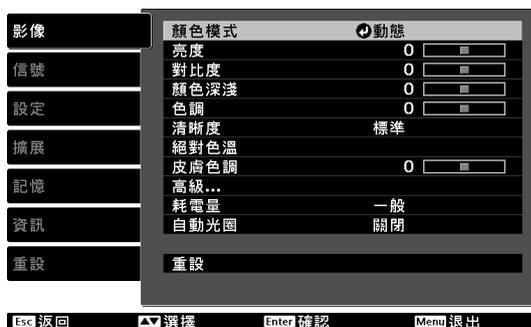 影像
信號
設定
擴展
記憶
資訊
重設
顏色模式 動態
亮度 0
對比度 0
顏色深淺 0
色調 0
清晰度 標準
絕對色溫
皮膚色調 0
高級...
耗電量 一般
自動光圈 關閉
重設
Esc 返回 選擇 Enter 確認 Menu 退出